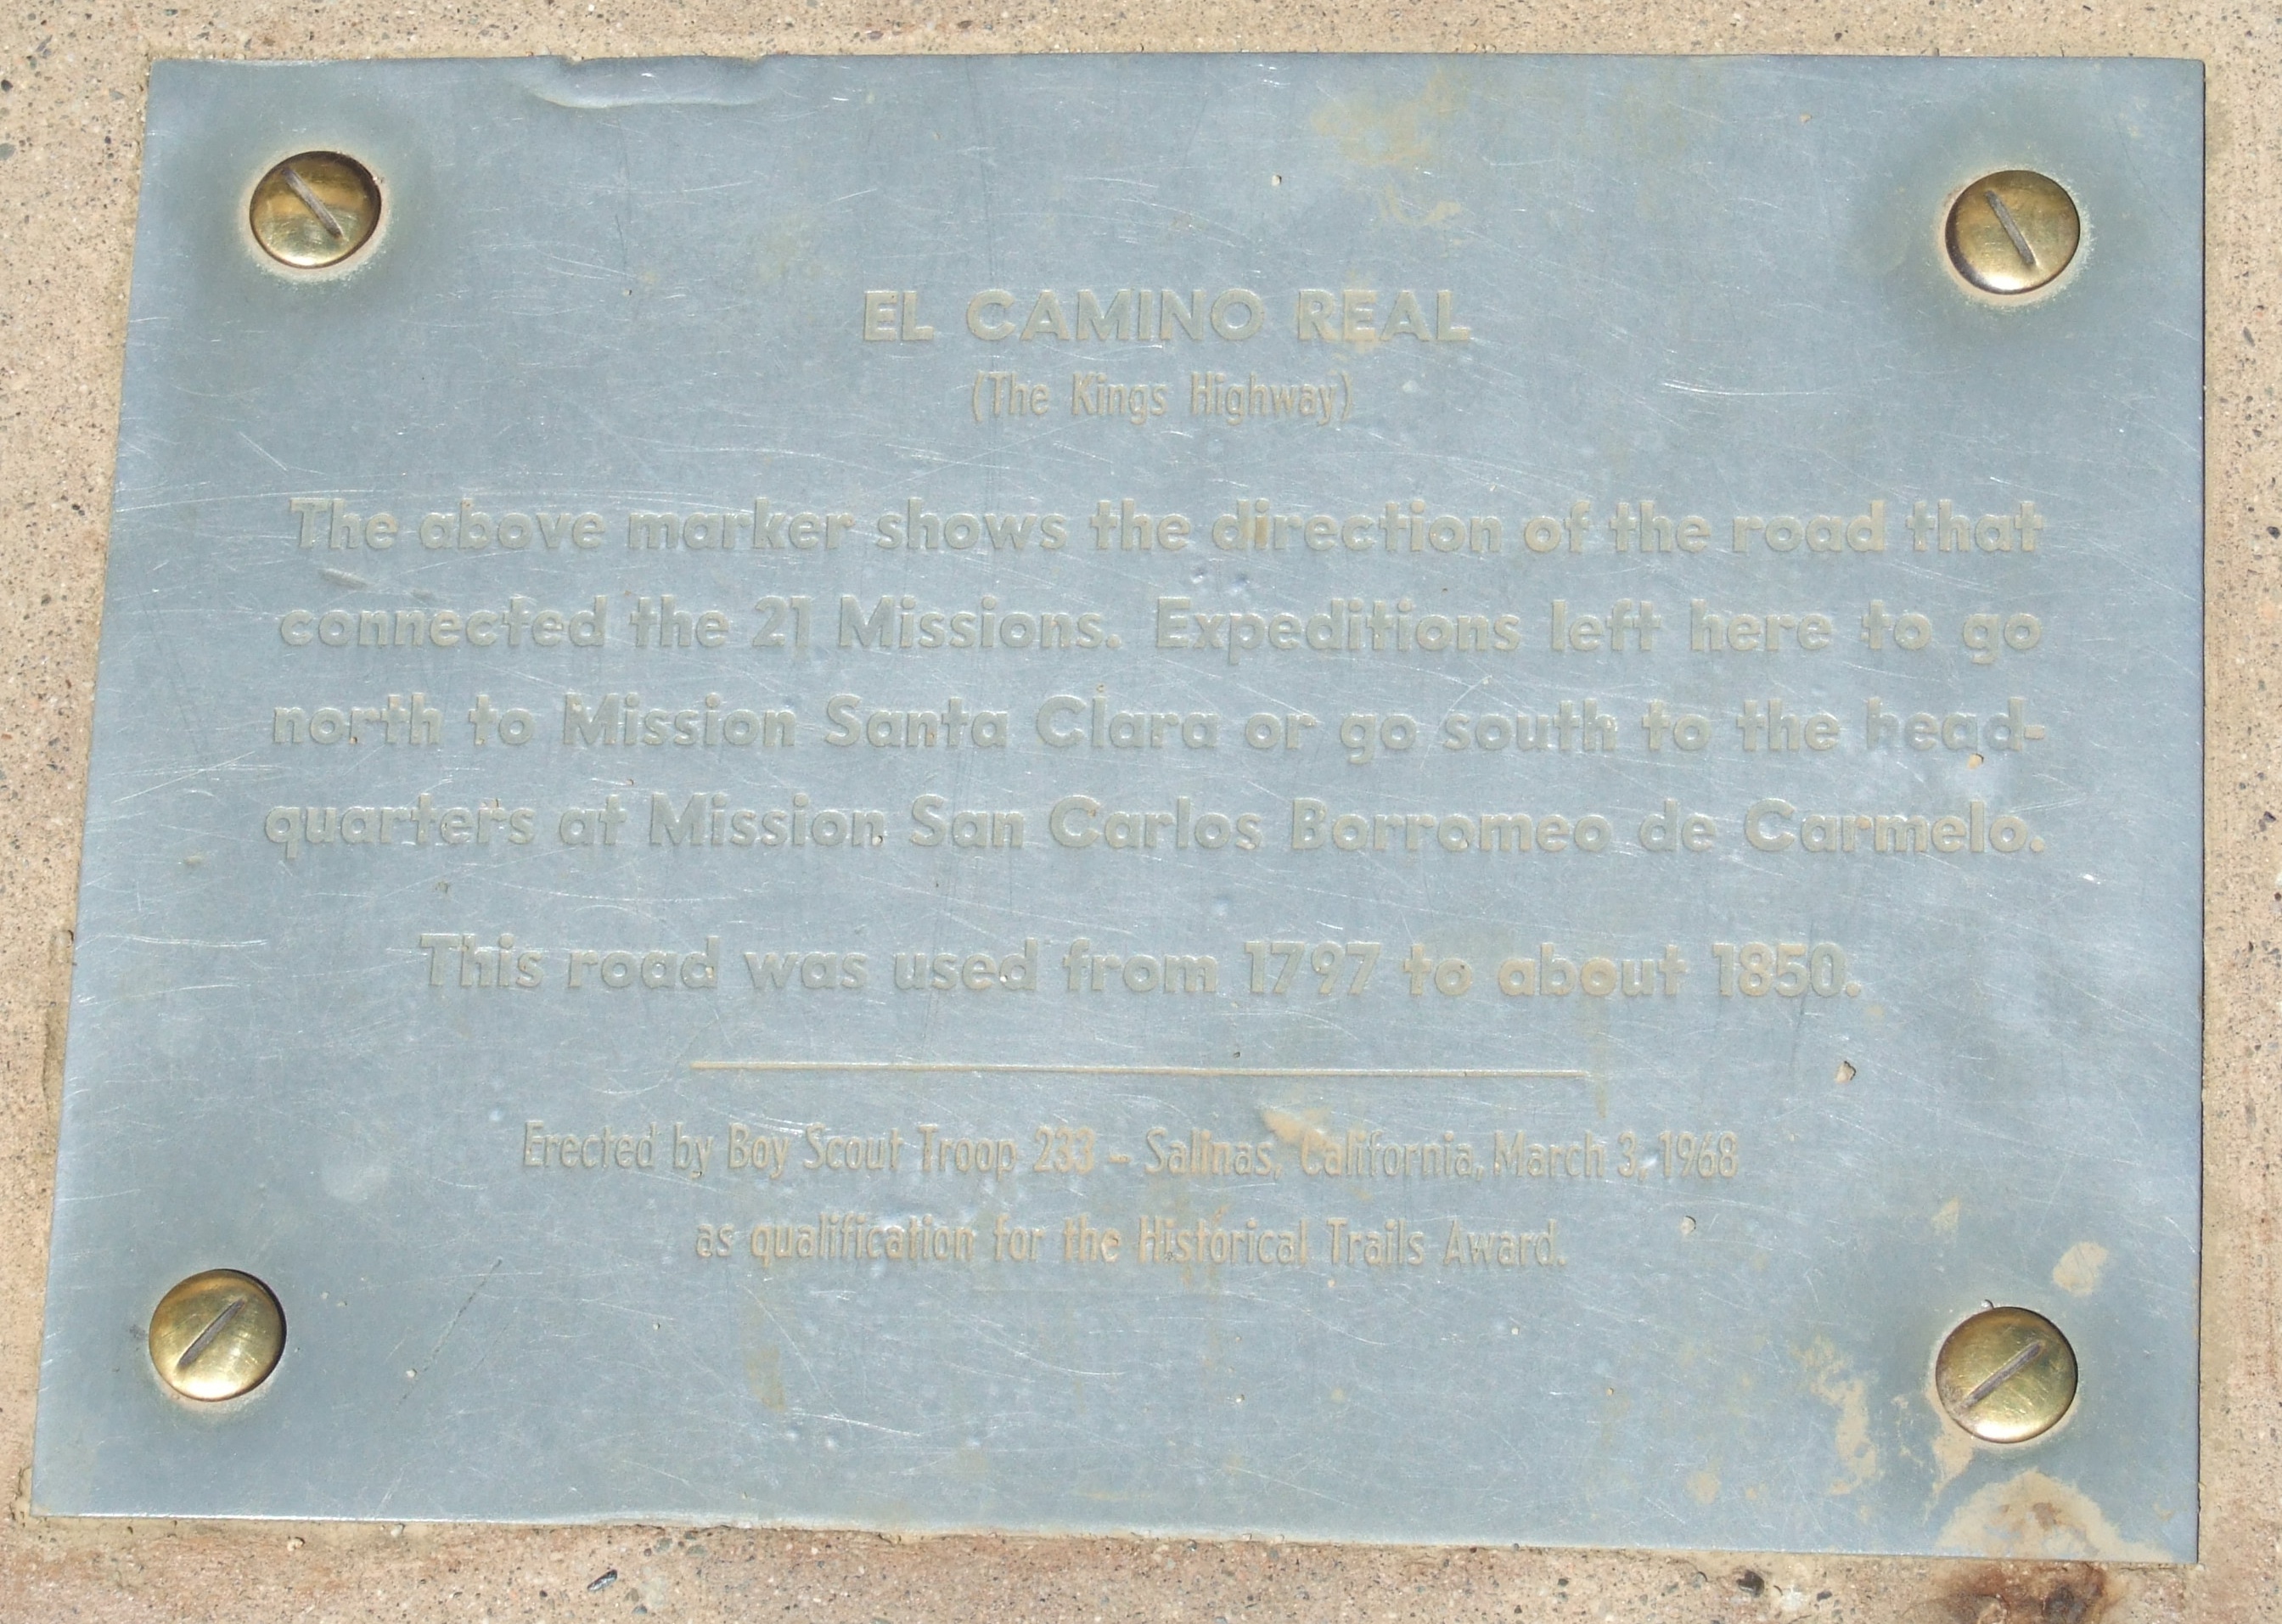 EL CAMINO REAL
(The Kings Highway)
The above marker shows the direction of the road that
connected the 21 Missions. Expeditions left here to go
north to Mission Santa Clara or go south to the head-
quarters at Mission San Carlos Borromeo de Carmelo.
This road was used from 1797 to about 1850.
Erected by Boy Scout Troop 233 – Salinas, California, March 3, 1968
as qualification for the Historical Trails Award.